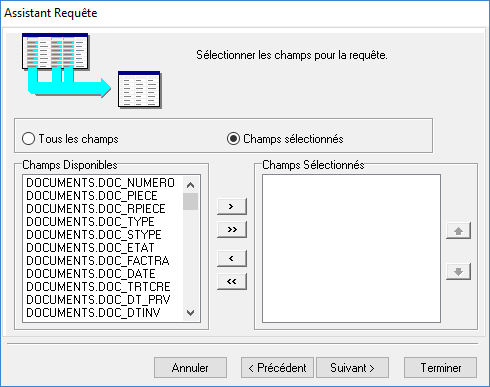 Assistant Requête
Sélectionner les champs pour la requête.
Tous les champs
Champs sélectionnés
Champs Disponibles
DOCUMENTS.DOC_NUMERO
DOCUMENTS.DOC_PIECE
DOCUMENTS.DOC_RPIECE
DOCUMENTS.DOC_TYPE
DOCUMENTS.DOC_STYPE
DOCUMENTS.DOC_ETAT
DOCUMENTS.DOC_FACTRA
DOCUMENTS.DOC_DATE
DOCUMENTS.DOC_TRTCRE
DOCUMENTS.DOC_DT_PRV
DOCUMENTS.DOC_DTINV
>
>>
<
<<
Champs Sélectionnés
Annuler
< Précédent
Suivant >
Terminer